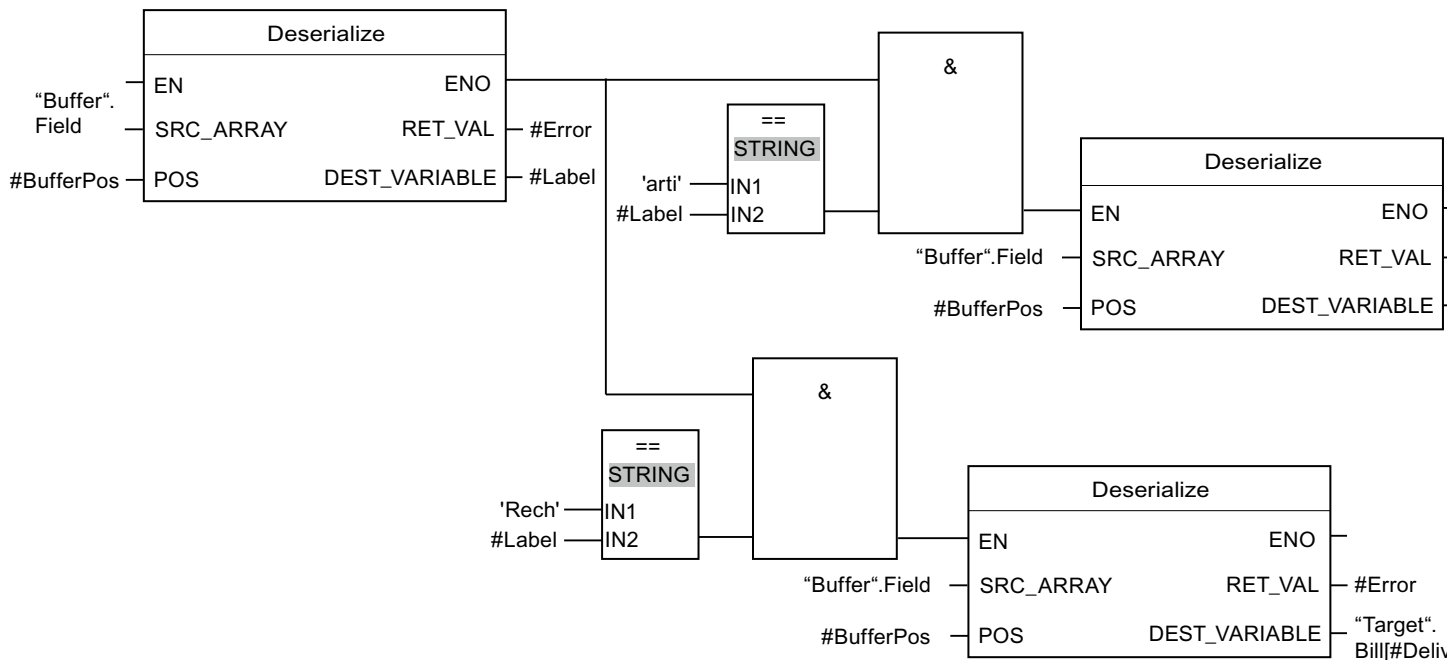 Deserialize
EN
ENO
“Buffer“.
Field
SRC_ARRAY
RET_VAL
#Error
#BufferPos
POS
DEST_VARIABLE
#Label
&
==
STRING
'arti'
IN1
#Label
IN2
Deserialize
EN
ENO
“Buffer“.Field
SRC_ARRAY
RET_VAL
#BufferPos
POS
DEST_VARIABLE
&
==
STRING
'Rech'
IN1
#Label
IN2
Deserialize
EN
ENO
“Buffer“.Field
SRC_ARRAY
RET_VAL
#Error
#BufferPos
POS
DEST_VARIABLE
“Target“.
Bill[#Deliv